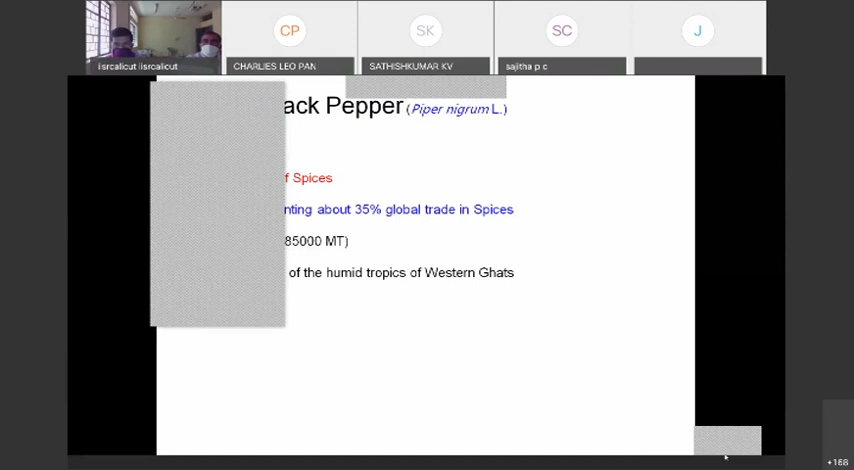 CP
SK
SC
J
iisrcalicut iisrcalicut
CHARLIES LEO PAN
SATHISHKUMAR KV
sajitha p c
ack Pepper (Piper nigrum L.)
f Spices
nting about 35% global trade in Spices
85000 MT)
of the humid tropics of Western Ghats
+168